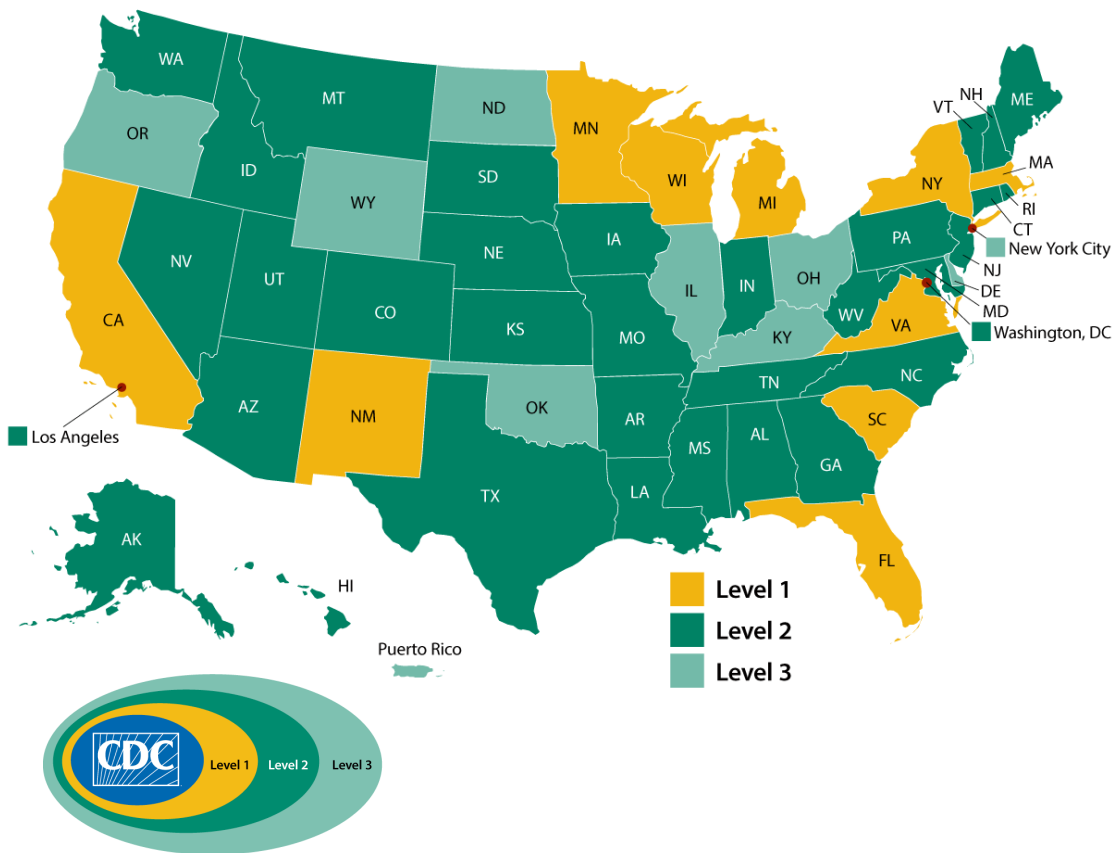 WA
MT
ND
MN
VT
NH
ME
OR
ID
SD
WI
MI
NY
MA
WY
RI
CT
New York City
NV
UT
NE
IA
PA
NJ
IL
IN
OH
DE
MD
CA
CO
KS
MO
WV
VA
Washington, DC
KY
TN
NC
AZ
NM
OK
AR
SC
Los Angeles
MS
AL
GA
TX
LA
AK
FL
HI
Level 1
Level 2
Level 3
Puerto Rico
CDC
Level 1
Level 2
Level 3